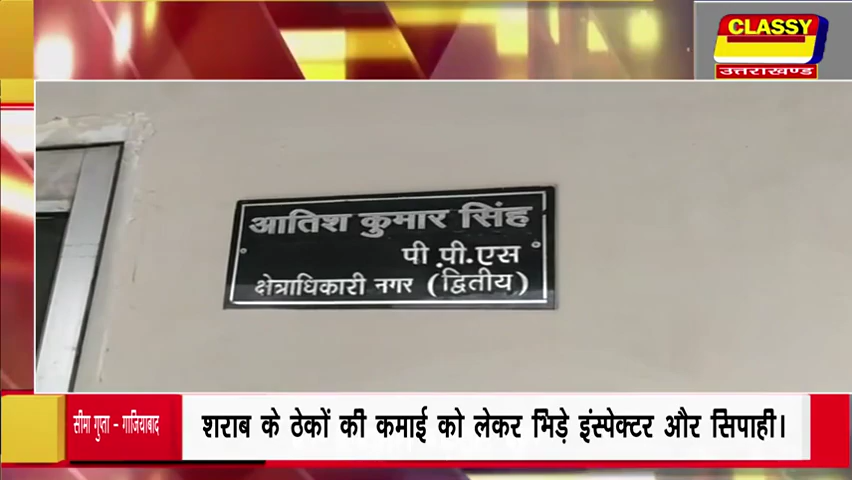 CLASSY
उत्तराखण्ड
आतिश कुमार सिंह
पी.पी.एस
क्षेत्राधिकारी नगर (द्वितीय)
सीमा गुप्ता - गाजियाबाद
शराब के ठेकों की कमाई को लेकर भिड़े इंस्पेक्टर और सिपाही।